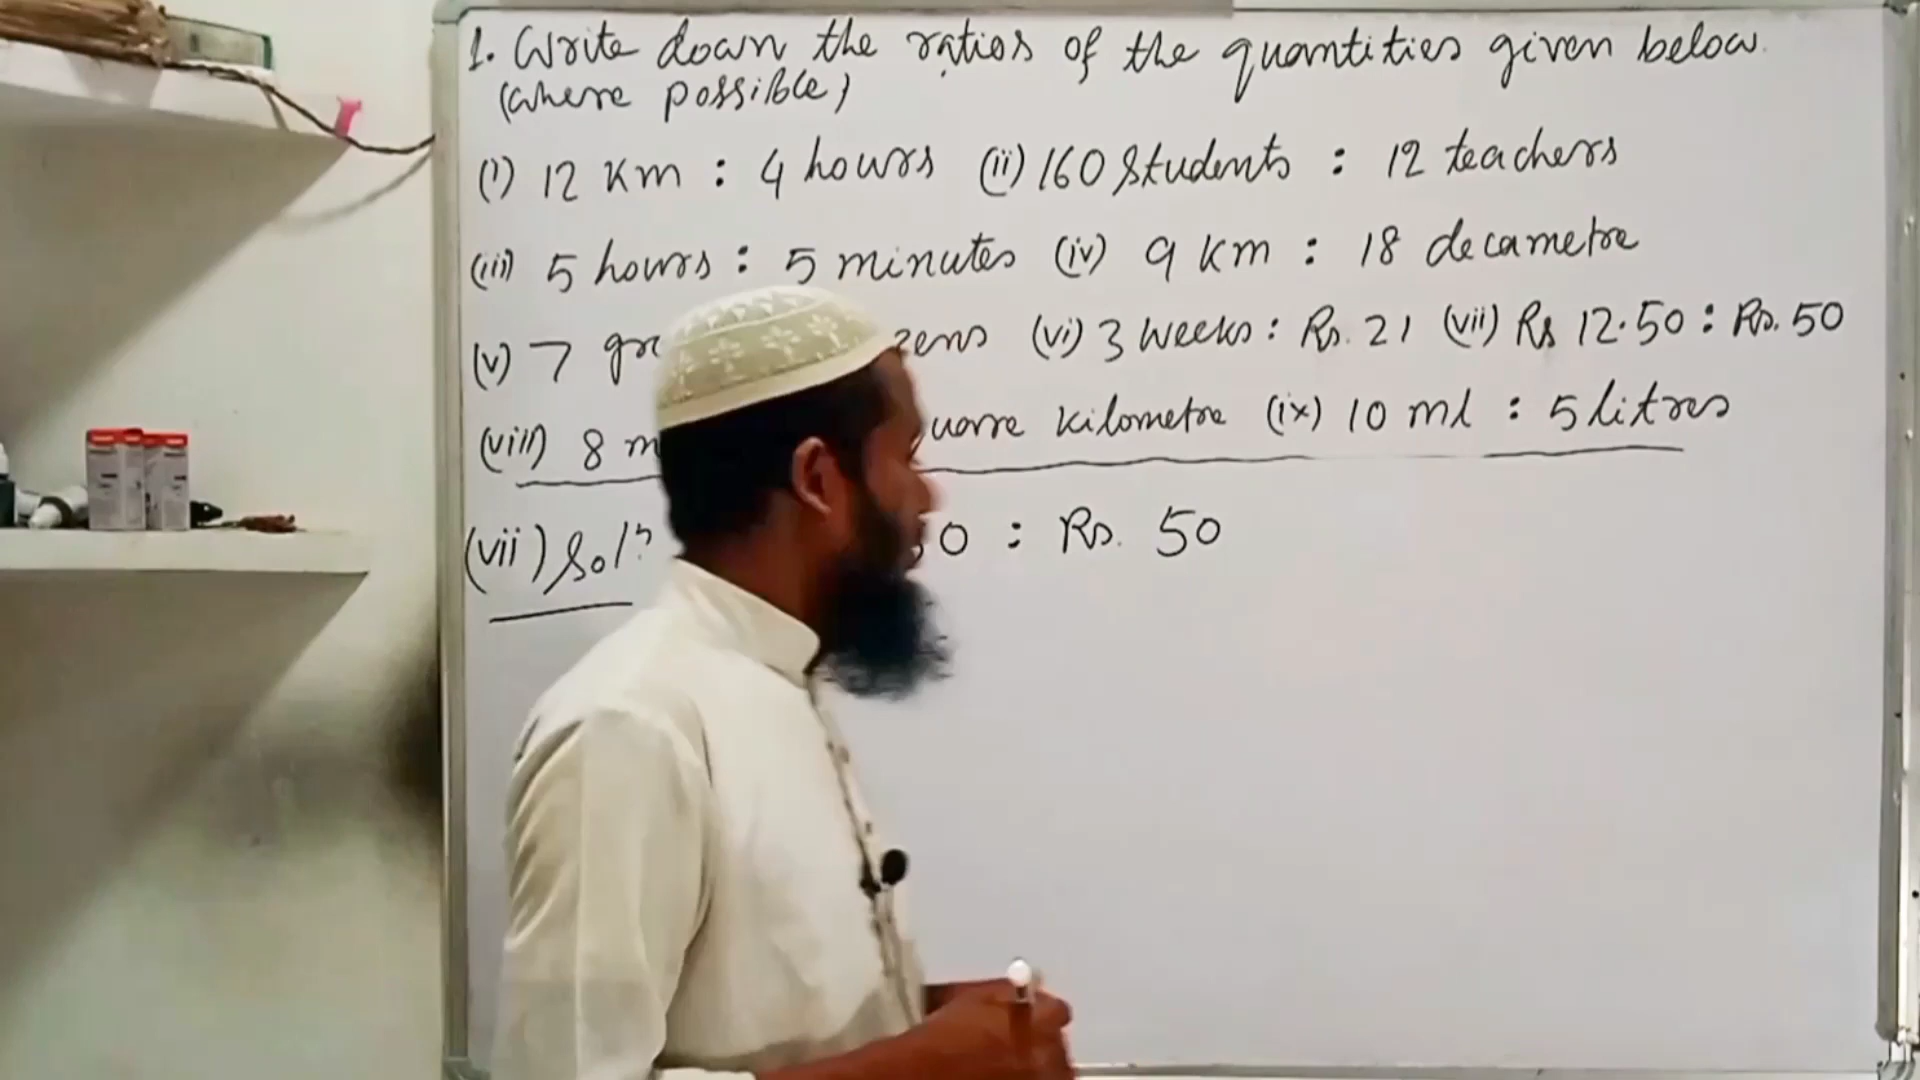 1. Write down the ratios of the quantities given below
(where possible)
(i) 12 Km : 4 hours (ii) 160 Students : 12 teachers
(iii) 5 hours : 5 minutes (iv) 9 Km : 18 decametre
(v) 7 (vi) 3 weeks : Rs. 21 (vii) Rs 12.50 : Rs. 50
(viii) 8 kilometre (ix) 10 ml : 5 litres
(vii) Soln : Rs. 50